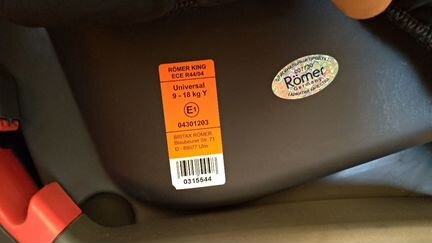 RÖMER KING
ECE R44/04
Universal
9 - 18 kg Y
E1
04301203
BRITAX RÖMER
Blaubeurer Str. 71
D - 89077 Ulm
0315544
Römer
Germany